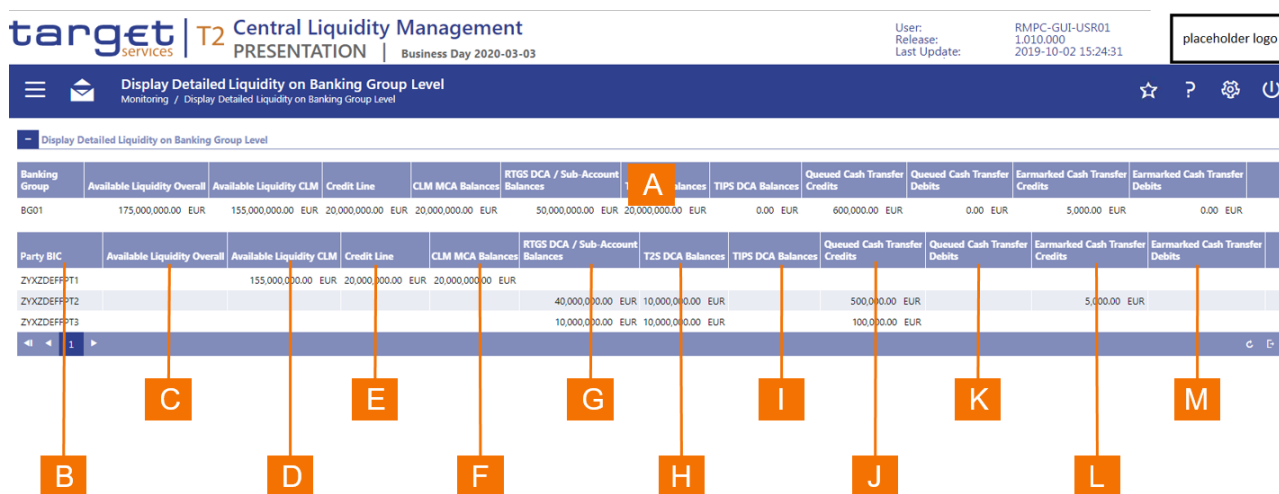 target services | T2 Central Liquidity Management
PRESENTATION | Business Day 2020-03-03
User: RMPC-GUI-USR01
Release: 1.010.000
Last Update: 2019-10-02 15:24:31
placeholder logo
Display Detailed Liquidity on Banking Group Level
Monitoring / Display Detailed Liquidity on Banking Group Level
Display Detailed Liquidity on Banking Group Level
Banking Group Available Liquidity Overall Available Liquidity CLM Credit Line CLM MCA Balances RTGS DCA / Sub-Account Balances A TIPS DCA Balances Queued Cash Transfer Credits Queued Cash Transfer Debits Earmarked Cash Transfer Credits Earmarked Cash Transfer Debits
BG01 175,000,000.00 EUR 155,000,000.00 EUR 20,000,000.00 EUR 20,000,000.00 EUR 50,000,000.00 EUR 20,000,000.00 EUR 0.00 EUR 600,000.00 EUR 0.00 EUR 5,000.00 EUR 0.00 EUR
Party BIC Available Liquidity Overall Available Liquidity CLM Credit Line CLM MCA Balances RTGS DCA / Sub-Account Balances T2S DCA Balances TIPS DCA Balances Queued Cash Transfer Credits Queued Cash Transfer Debits Earmarked Cash Transfer Credits Earmarked Cash Transfer Debits
ZYXZDEFFPT1 155,000,000.00 EUR 20,000,000.00 EUR 20,000,000.00 EUR
ZYXZDEFFPT2 40,000,000.00 EUR 10,000,000.00 EUR 500,000.00 EUR 5,000.00 EUR
ZYXZDEFFPT3 10,000,000.00 EUR 10,000,000.00 EUR 100,000.00 EUR
1
C E G I K M
B D F H J L